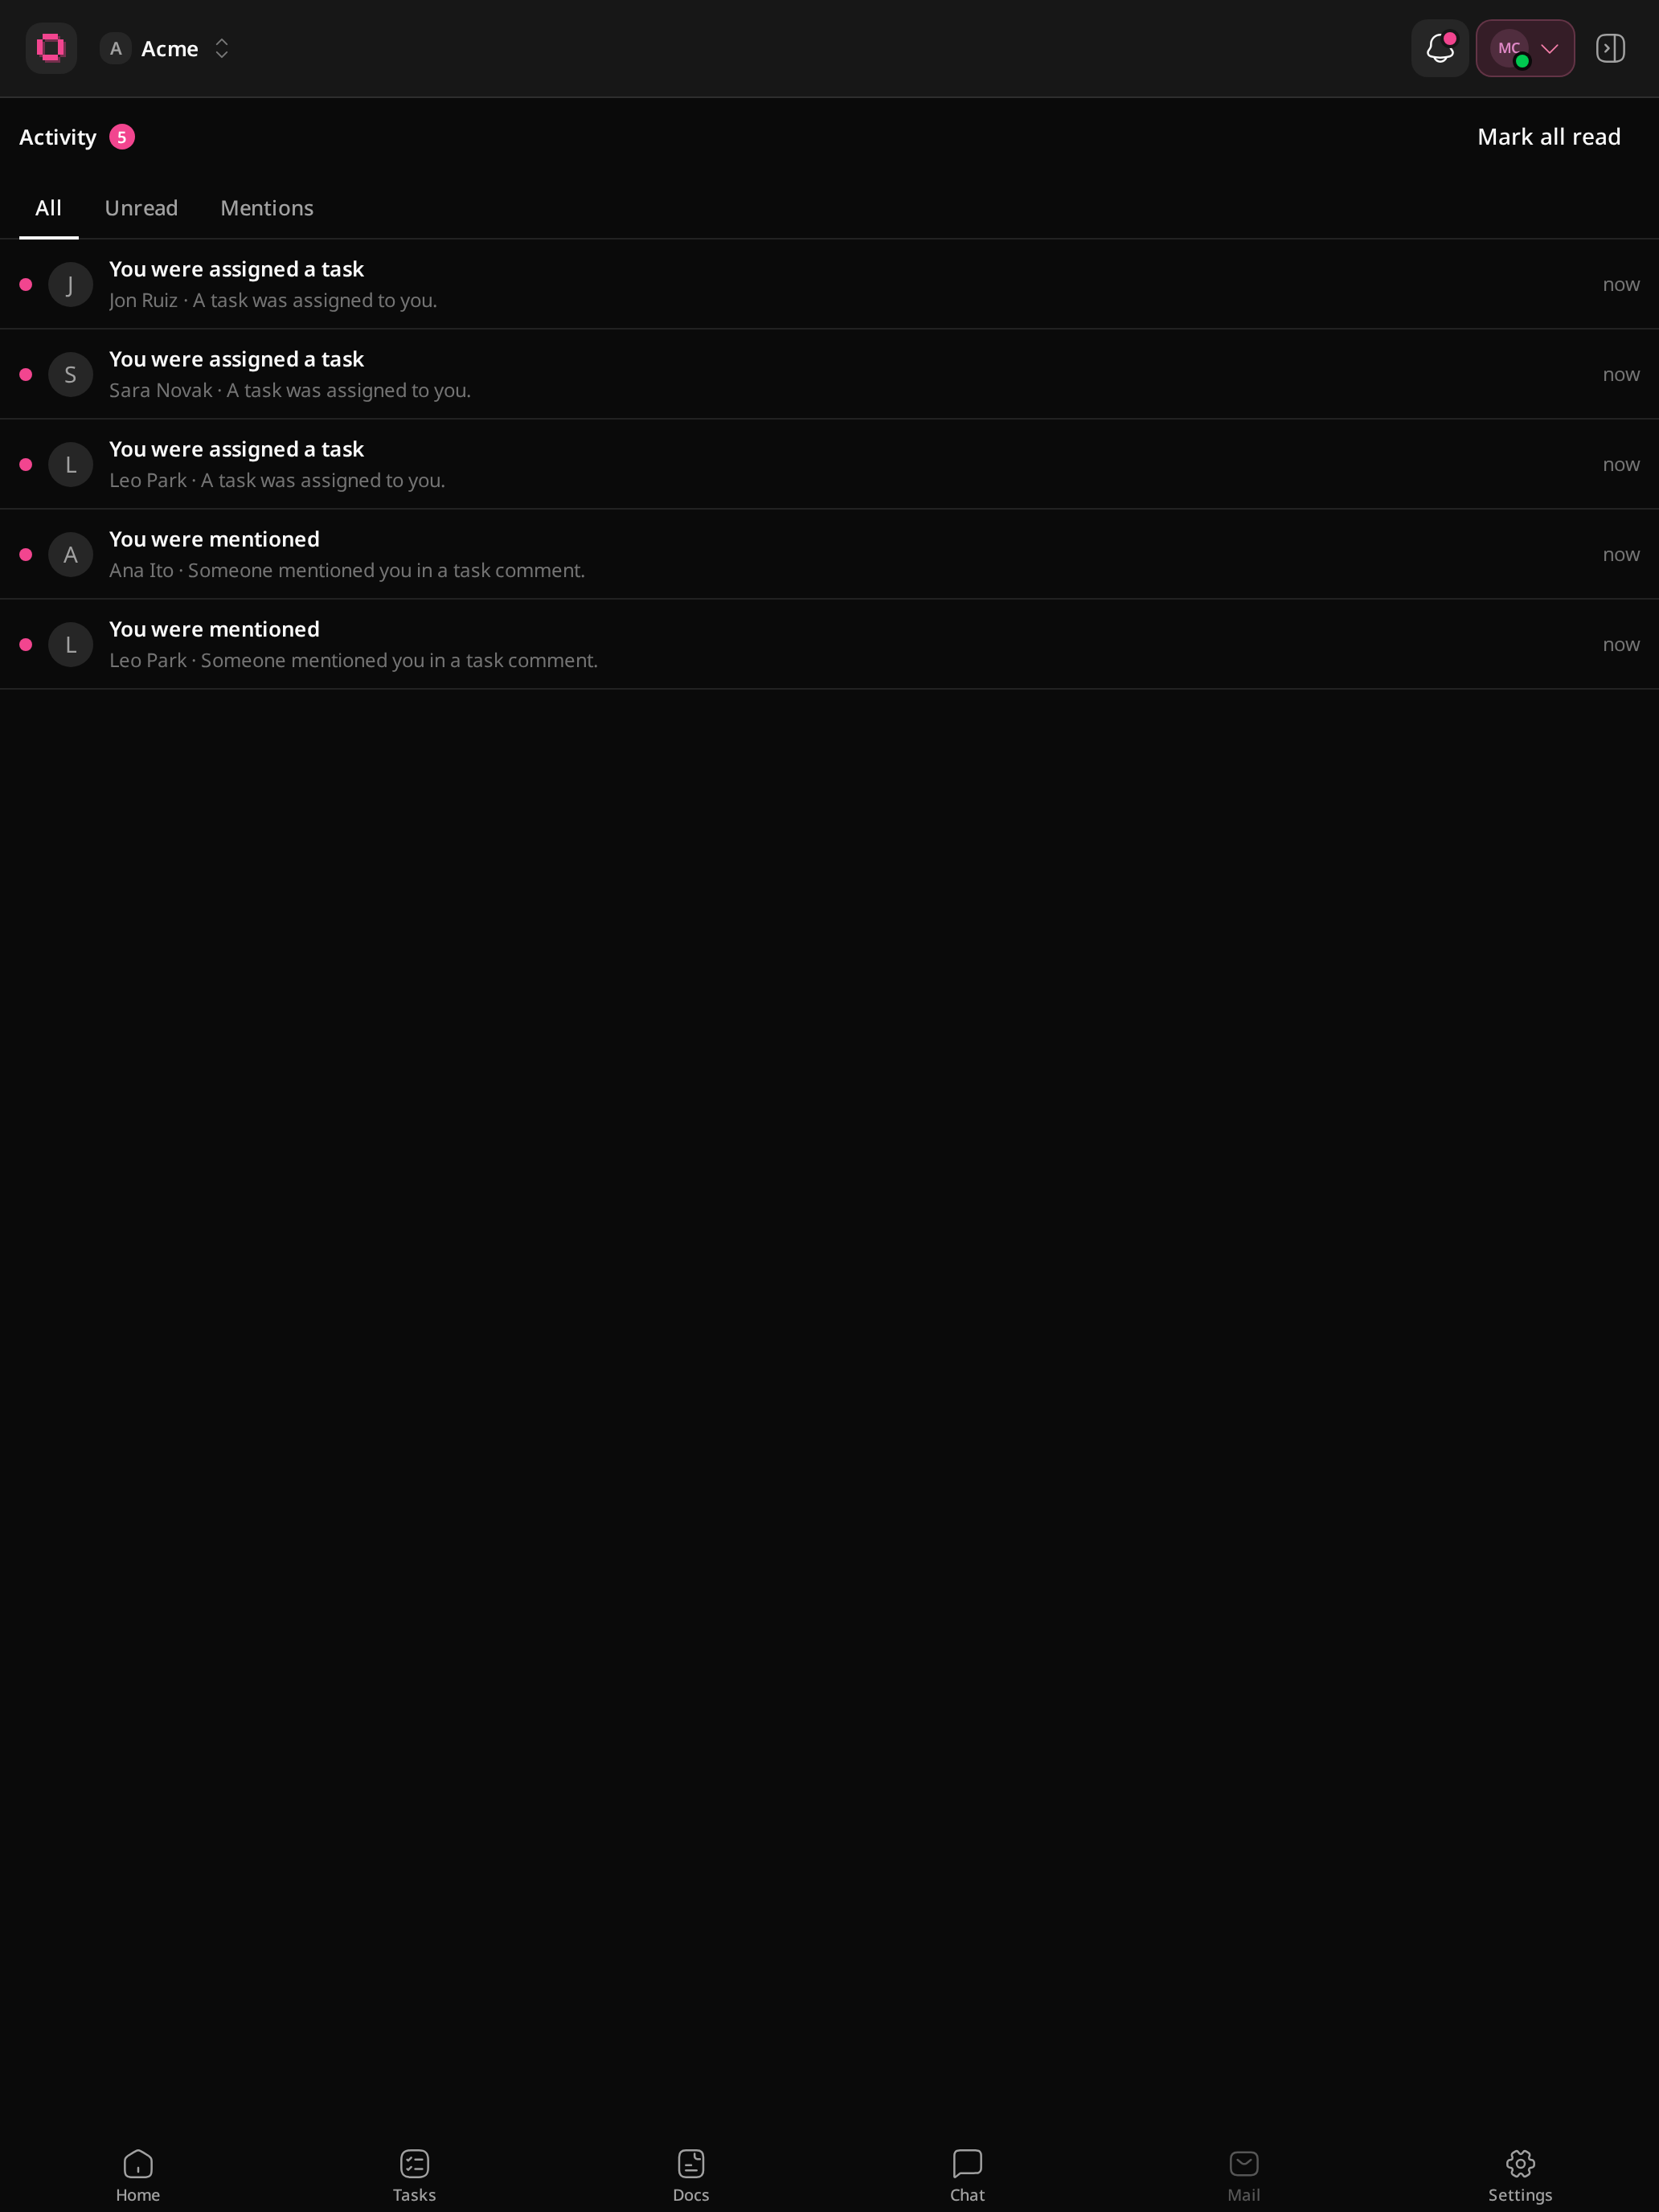 A Acme
MC
Activity 5
Mark all read
All Unread Mentions
J
You were assigned a task
Jon Ruiz · A task was assigned to you.
now
S
You were assigned a task
Sara Novak · A task was assigned to you.
now
L
You were assigned a task
Leo Park · A task was assigned to you.
now
A
You were mentioned
Ana Ito · Someone mentioned you in a task comment.
now
L
You were mentioned
Leo Park · Someone mentioned you in a task comment.
now
Home Tasks Docs Chat Mail Settings